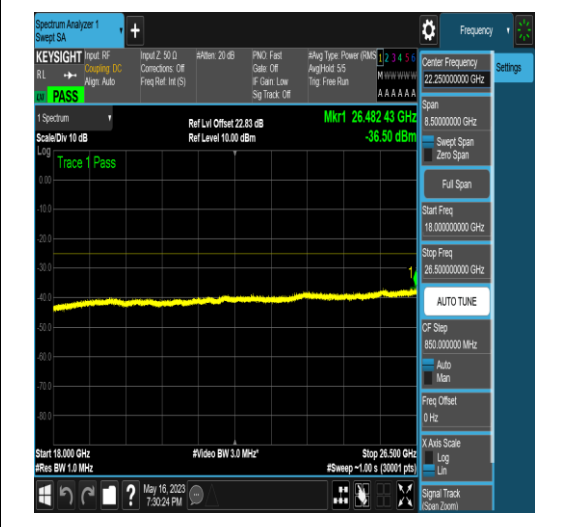 Spectrum Analyzer 1
Swept SA
+
Frequency
KEYSIGHT
RL
Input: RF
Coupling: DC
Align: Auto
Input Z: 50 Ω
Corrections: Off
Freq Ref: Int (S)
#Atten: 20 dB
PNO: Fast
Gate: Off
IF Gain: Low
Sig Track: Off
#Avg Type: Power (RMS
Avg|Hold: 5/5
Trig: Free Run
1 2 3 4 5 6
M W W W W W
A A A A A A
PASS
1 Spectrum
Scale/Div 10 dB
Ref Lvl Offset 22.83 dB
Ref Level 10.00 dBm
Mkr1 26.482 43 GHz
-36.50 dBm
Log
Trace 1 Pass
0.00
-10.0
-20.0
-30.0
-40.0
-50.0
-60.0
-70.0
-80.0
1
Start 18.000 GHz
#Res BW 1.0 MHz
#Video BW 3.0 MHz*
Stop 26.500 GHz
#Sweep ~1.00 s (30001 pts)
?
May 16, 2023
7:30:24 PM
Center Frequency
22.250000000 GHz
Settings
Span
8.50000000 GHz
Swept Span
Zero Span
Full Span
Start Freq
18.000000000 GHz
Stop Freq
26.500000000 GHz
AUTO TUNE
CF Step
850.000000 MHz
Auto
Man
Freq Offset
0 Hz
X Axis Scale
Log
Lin
Signal Track
(Span Zoom)